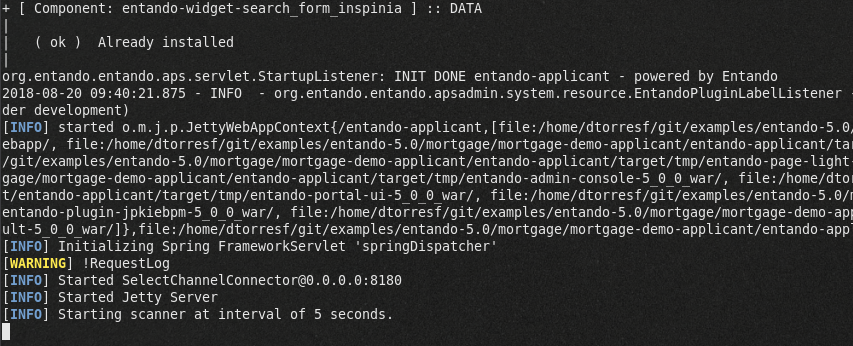 + [ Component: entando-widget-search_form_inspinia ] :: DATA
|
|   ( ok )  Already installed
|
org.entando.entando.aps.servlet.StartupListener: INIT DONE entando-applicant - powered by Entando
2018-08-20 09:40:21.875 - INFO  - org.entando.entando.apsadmin.system.resource.EntandoPluginLabelListener -
der development)
[INFO] started o.m.j.p.JettyWebAppContext{/entando-applicant,[file:/home/dtorresf/git/examples/entando-5.0/
ebapp/, file:/home/dtorresf/git/examples/entando-5.0/mortgage/mortgage-demo-applicant/entando-applicant/tar
/git/examples/entando-5.0/mortgage/mortgage-demo-applicant/entando-applicant/target/tmp/entando-page-light-
gage/mortgage-demo-applicant/entando-applicant/target/tmp/entando-admin-console-5_0_0_war/, file:/home/dtor
t/entando-applicant/target/tmp/entando-portal-ui-5_0_0_war/, file:/home/dtorresf/git/examples/entando-5.0/m
entando-plugin-jpkiebpm-5_0_0_war/, file:/home/dtorresf/git/examples/entando-5.0/mortgage/mortgage-demo-app
ult-5_0_0_war/]},file:/home/dtorresf/git/examples/entando-5.0/mortgage/mortgage-demo-applicant/entando-appl
[INFO] Initializing Spring FrameworkServlet 'springDispatcher'
[WARNING] !RequestLog
[INFO] Started SelectChannelConnector@0.0.0.0:8180
[INFO] Started Jetty Server
[INFO] Starting scanner at interval of 5 seconds.